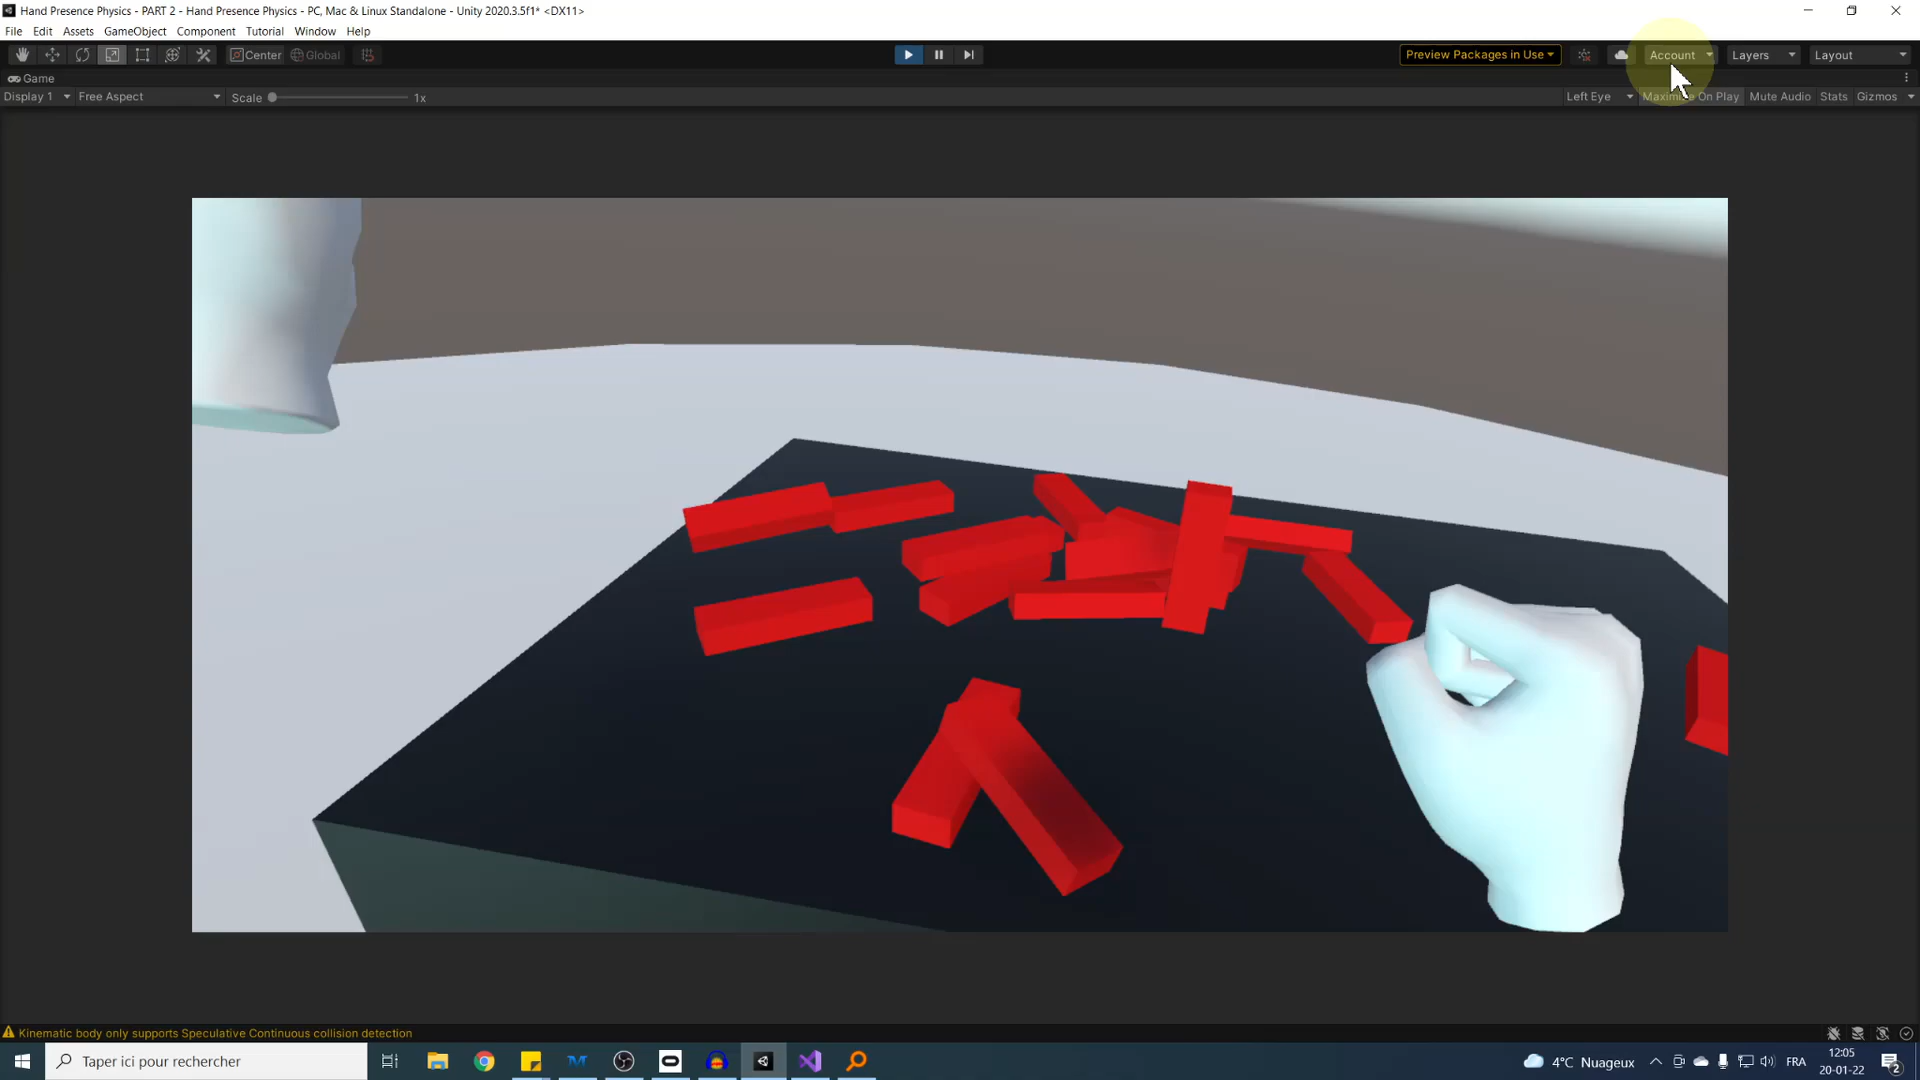 Hand Presence Physics - PART 2 - Hand Presence Physics - PC, Mac & Linux Standalone - Unity 2020.3.5f1* <DX11>
File Edit Assets GameObject Component Tutorial Window Help
Center Global Preview Packages in Use Account Layers Layout
Game
Display 1 Free Aspect Scale 1x Left Eye Maximize On Play Mute Audio Stats Gizmos
Kinematic body only supports Speculative Continuous collision detection
Taper ici pour rechercher 4°C Nuageux FRA 12:05
20-01-22 2